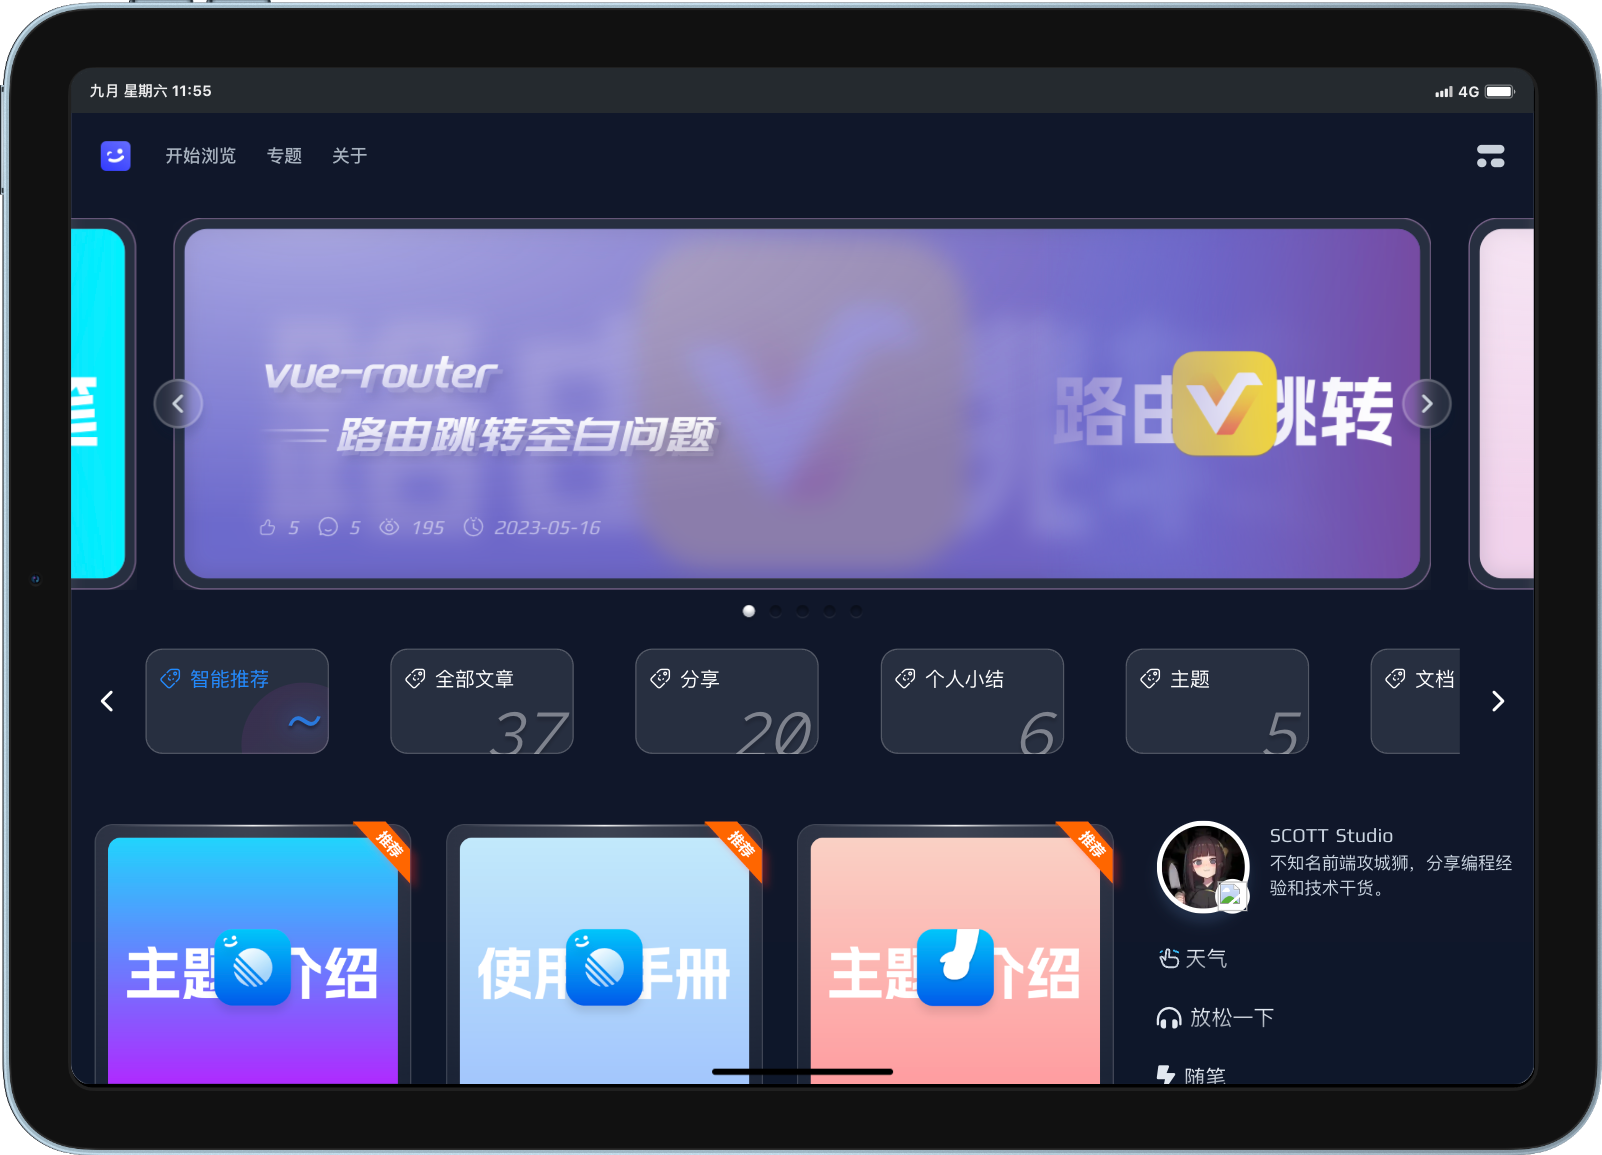 九月 星期六 11:55
4G
开始浏览 专题 关于
vue-router
路由跳转空白问题
路由跳转
5 5 195 2023-05-16
智能推荐
~
全部文章
37
分享
20
个人小结
6
主题
5
文档
推荐
主题介绍
推荐
使用手册
推荐
主题介绍
SCOTT Studio
不知名前端攻城狮，分享编程经
验和技术干货。
天气
放松一下
随笔